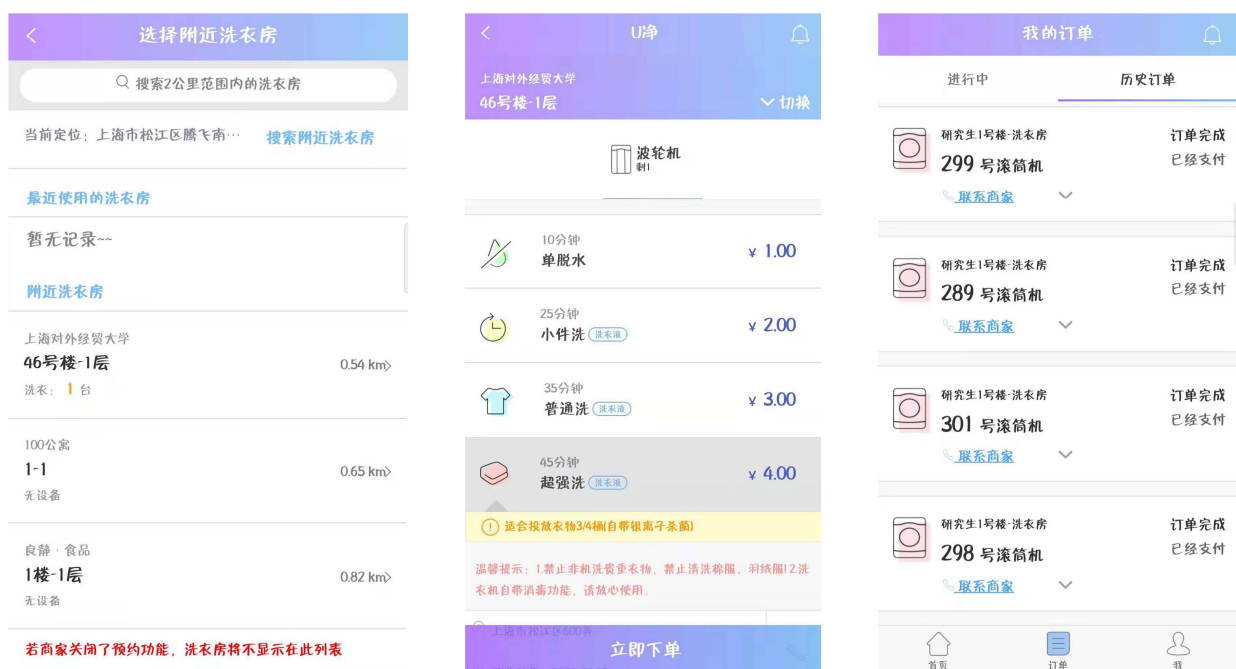 选择附近洗衣房
搜索2公里范围内的洗衣房
当前定位：上海市松江区腾飞南…
搜索附近洗衣房
最近使用的洗衣房
暂无记录~~
附近洗衣房
上海对外经贸大学
46号楼-1层
0.54 km
洗衣：1台
100公寓
1-1
0.65 km
无设备
良静·食品
1楼-1层
0.82 km
无设备
若商家关闭了预约功能，洗衣房将不显示在此列表
U净
上海对外经贸大学
46号楼-1层
切换
波轮机
剩1
10分钟
单脱水
¥ 1.00
25分钟
小件洗 洗衣液
¥ 2.00
35分钟
普通洗 洗衣液
¥ 3.00
45分钟
超强洗 洗衣液
¥ 4.00
适合投放衣物3/4桶(自带银离子杀菌)
温馨提示：1.禁止非机洗贵重衣物，禁止清洗棉服、羽绒服!2.洗
衣机自带消毒功能，请放心使用。
立即下单
我的订单
进行中
历史订单
研究生1号楼-洗衣房
订单完成
299 号滚筒机
已经支付
联系商家
研究生1号楼-洗衣房
订单完成
289 号滚筒机
已经支付
联系商家
研究生1号楼-洗衣房
订单完成
301 号滚筒机
已经支付
联系商家
研究生1号楼-洗衣房
订单完成
298 号滚筒机
已经支付
联系商家
首页
订单
我